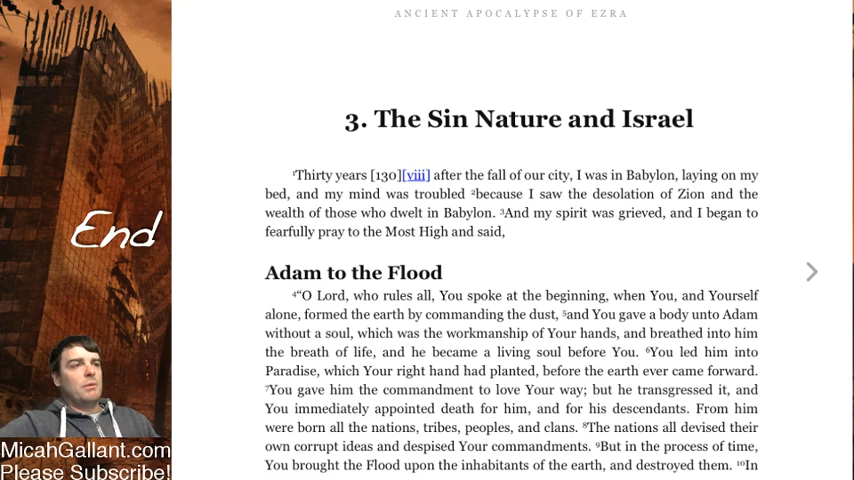 ANCIENT APOCALYPSE OF EZRA
3. The Sin Nature and Israel
¹Thirty years [130][viii] after the fall of our city, I was in Babylon, laying on my
bed, and my mind was troubled ²because I saw the desolation of Zion and the
wealth of those who dwelt in Babylon. ³And my spirit was grieved, and I began to
fearfully pray to the Most High and said,
Adam to the Flood
⁴“O Lord, who rules all, You spoke at the beginning, when You, and Yourself
alone, formed the earth by commanding the dust, ⁵and You gave a body unto Adam
without a soul, which was the workmanship of Your hands, and breathed into him
the breath of life, and he became a living soul before You. ⁶You led him into
Paradise, which Your right hand had planted, before the earth ever came forward.
⁷You gave him the commandment to love Your way; but he transgressed it, and
You immediately appointed death for him, and for his descendants. From him
were born all the nations, tribes, peoples, and clans. ⁸The nations all devised their
own corrupt ideas and despised Your commandments. ⁹But in the process of time,
You brought the Flood upon the inhabitants of the earth, and destroyed them. ¹⁰In
End
MicahGallant.com
Please Subscribe!